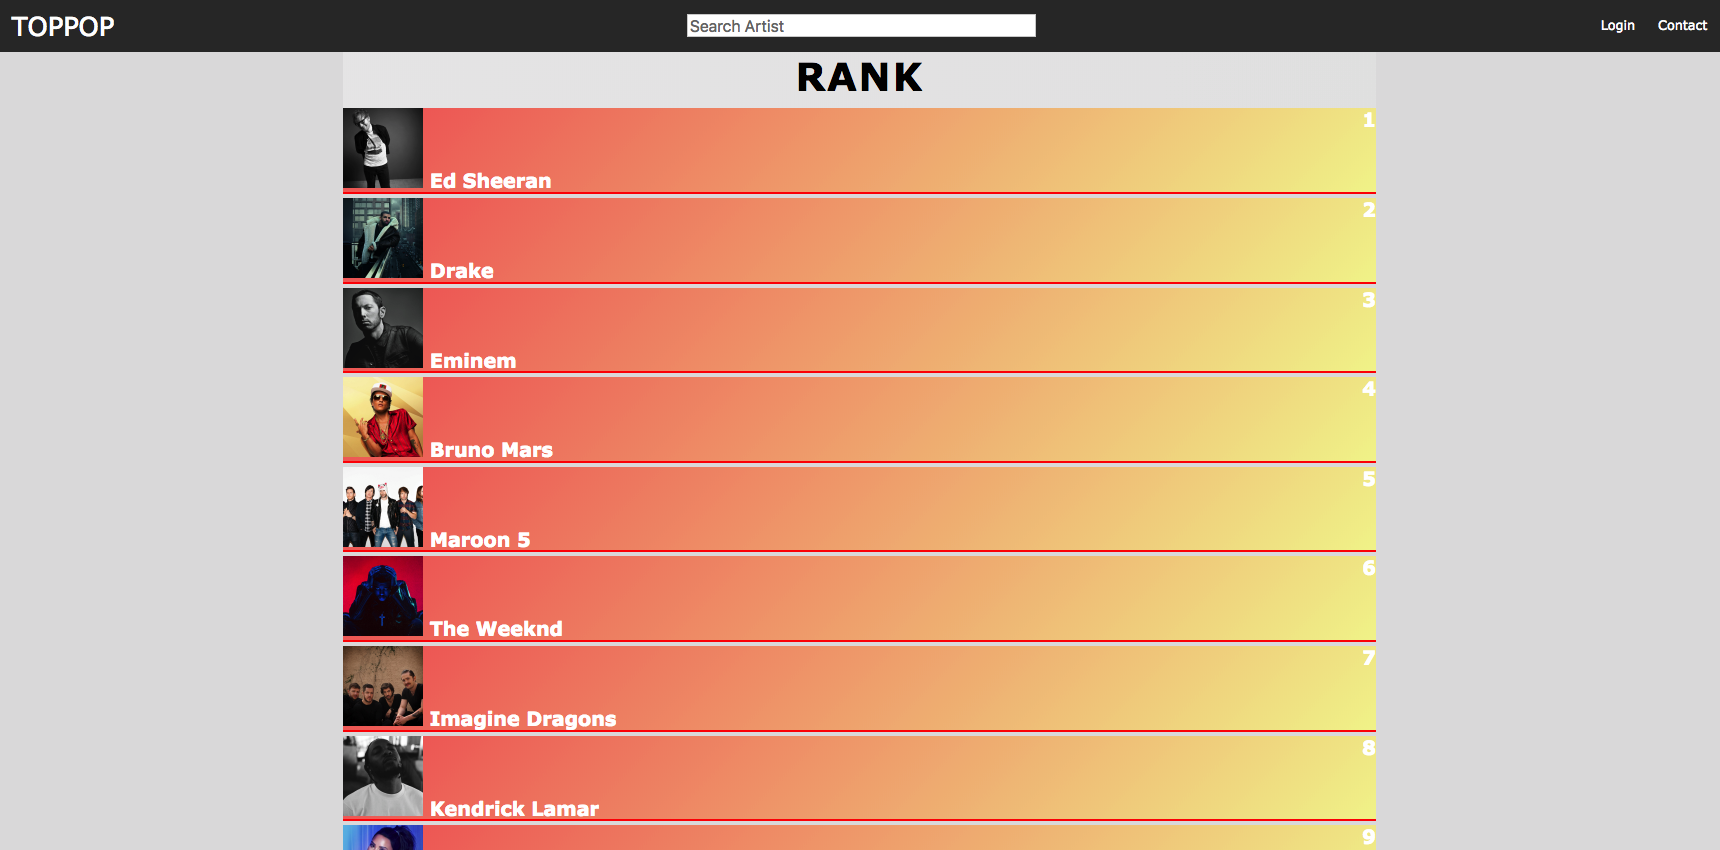 TOPPOP
Search Artist
Login
Contact
RANK
1
Ed Sheeran
2
Drake
3
Eminem
4
Bruno Mars
5
Maroon 5
6
The Weeknd
7
Imagine Dragons
8
Kendrick Lamar
9